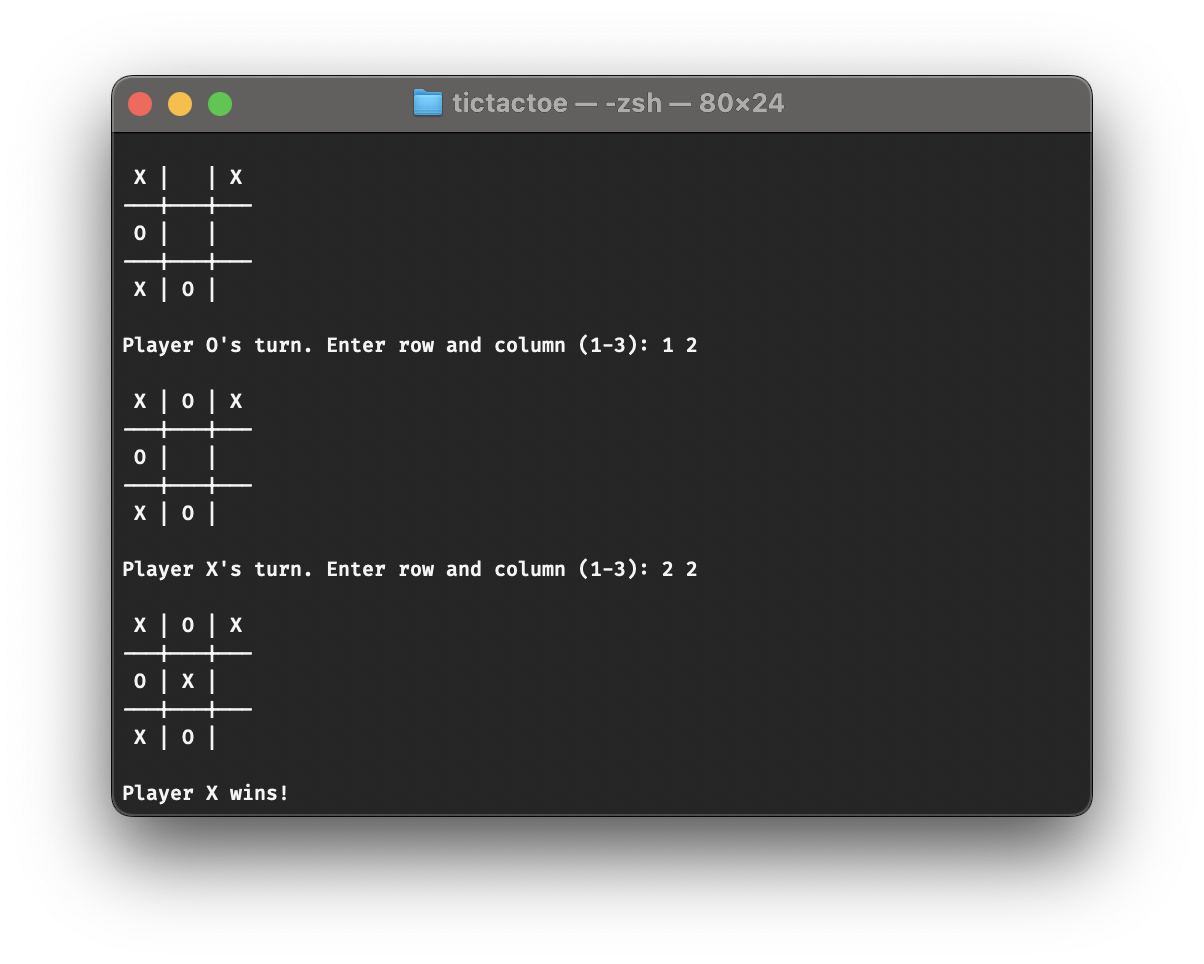 tictactoe — -zsh — 80×24
X |   | X
———+———+———
O |   |
———+———+———
X | O |
Player O's turn. Enter row and column (1-3): 1 2
X | O | X
———+———+———
O |   |
———+———+———
X | O |
Player X's turn. Enter row and column (1-3): 2 2
X | O | X
———+———+———
O | X |
———+———+———
X | O |
Player X wins!